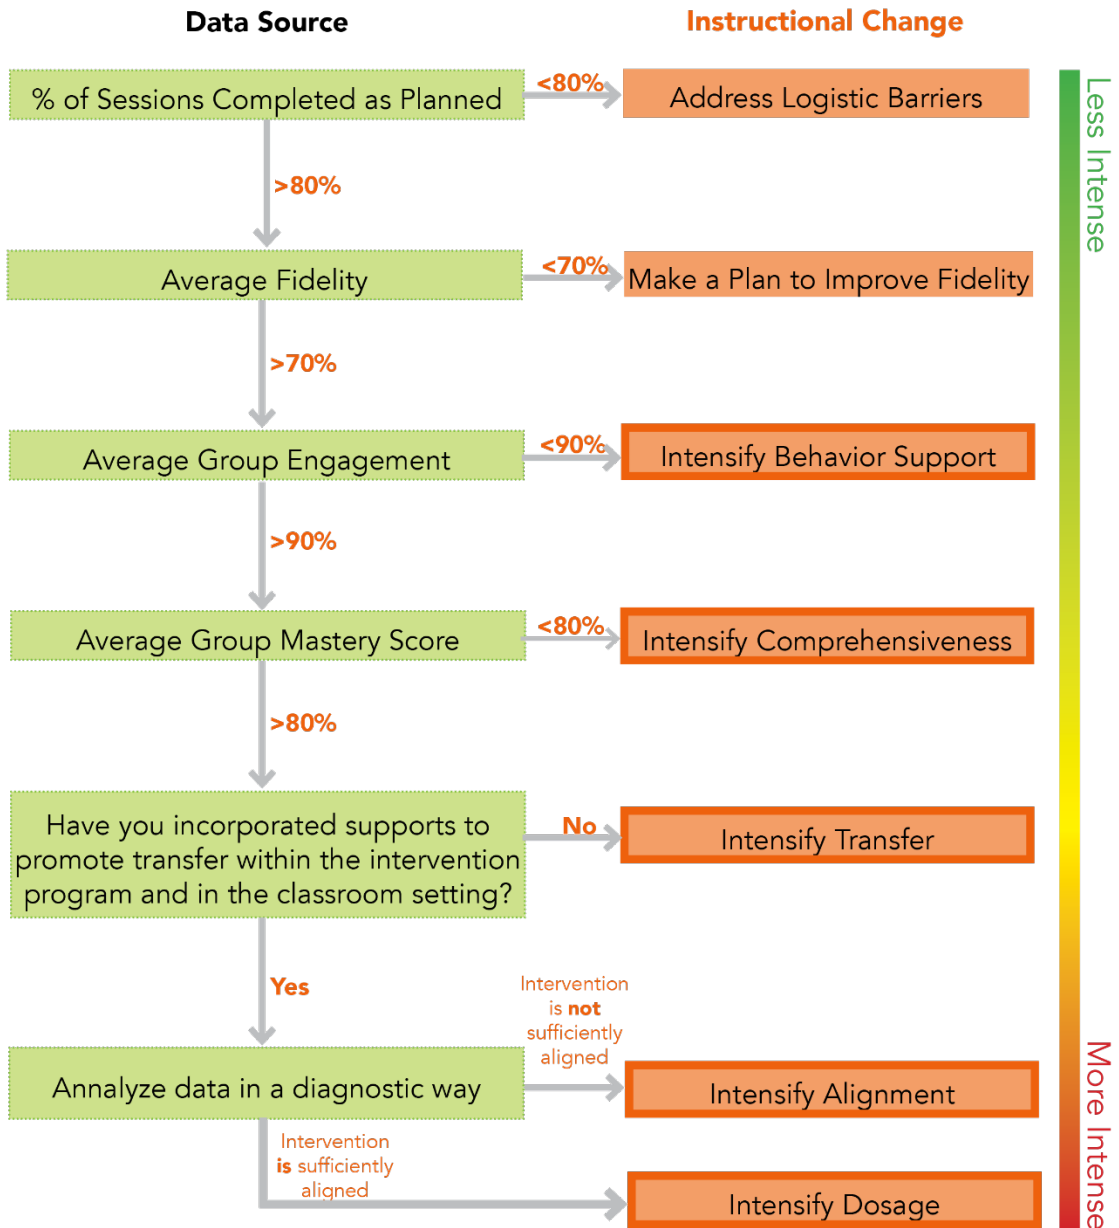 Data Source
Instructional Change
% of Sessions Completed as Planned
<80%
Address Logistic Barriers
Less Intense
>80%
Average Fidelity
<70%
Make a Plan to Improve Fidelity
>70%
Average Group Engagement
<90%
Intensify Behavior Support
>90%
Average Group Mastery Score
<80%
Intensify Comprehensiveness
>80%
Have you incorporated supports to
promote transfer within the intervention
program and in the classroom setting?
No
Intensify Transfer
Yes
Intervention
is not
sufficiently
aligned
Annalyze data in a diagnostic way
Intensify Alignment
More Intense
Intervention
is sufficiently
aligned
Intensify Dosage